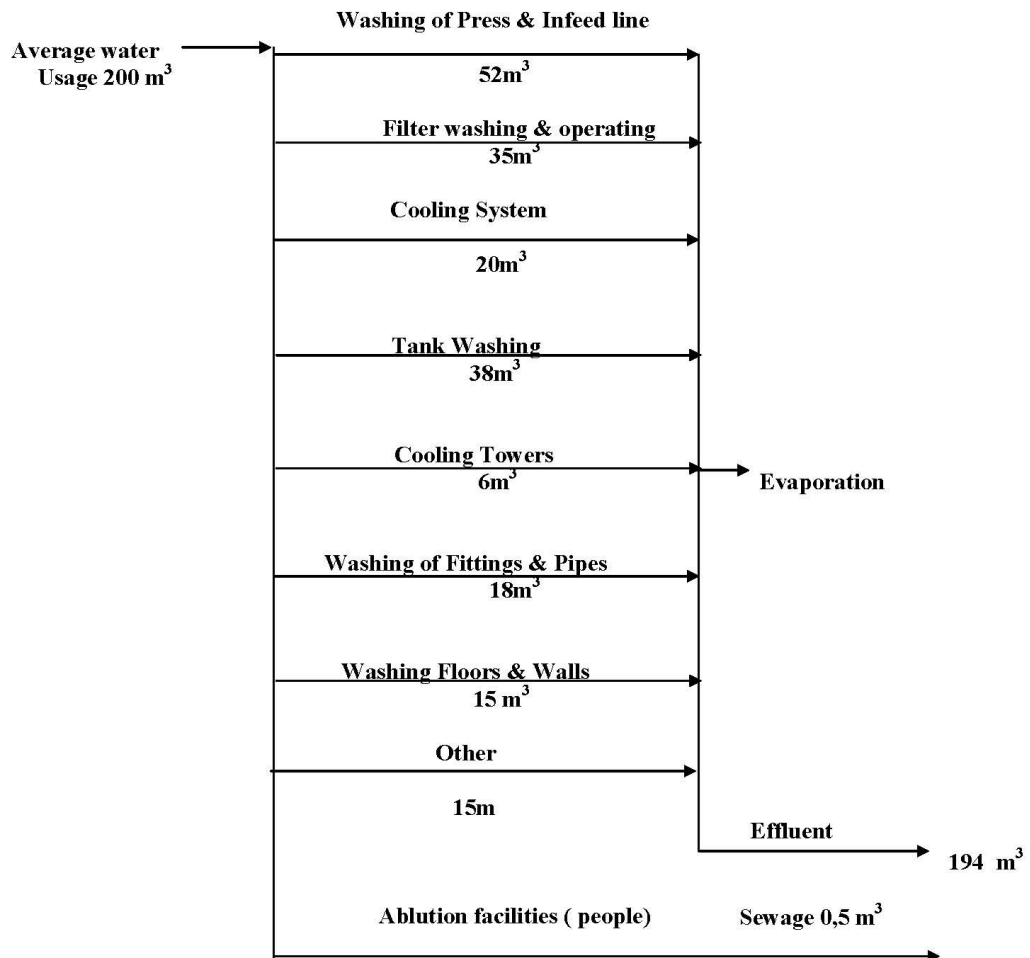 Washing of Press & Infeed line
Average water
Usage 200 m³
52m³
Filter washing & operating
35m³
Cooling System
20m³
Tank Washing
38m³
Cooling Towers
6m³
Evaporation
Washing of Fittings & Pipes
18m³
Washing Floors & Walls
15 m³
Other
15m
Effluent
194 m³
Ablution facilities ( people)
Sewage 0,5 m³